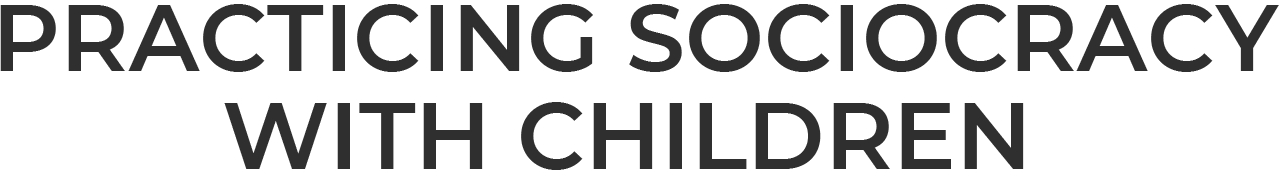 PRACTICING SOCIOCRACY
WITH CHILDREN